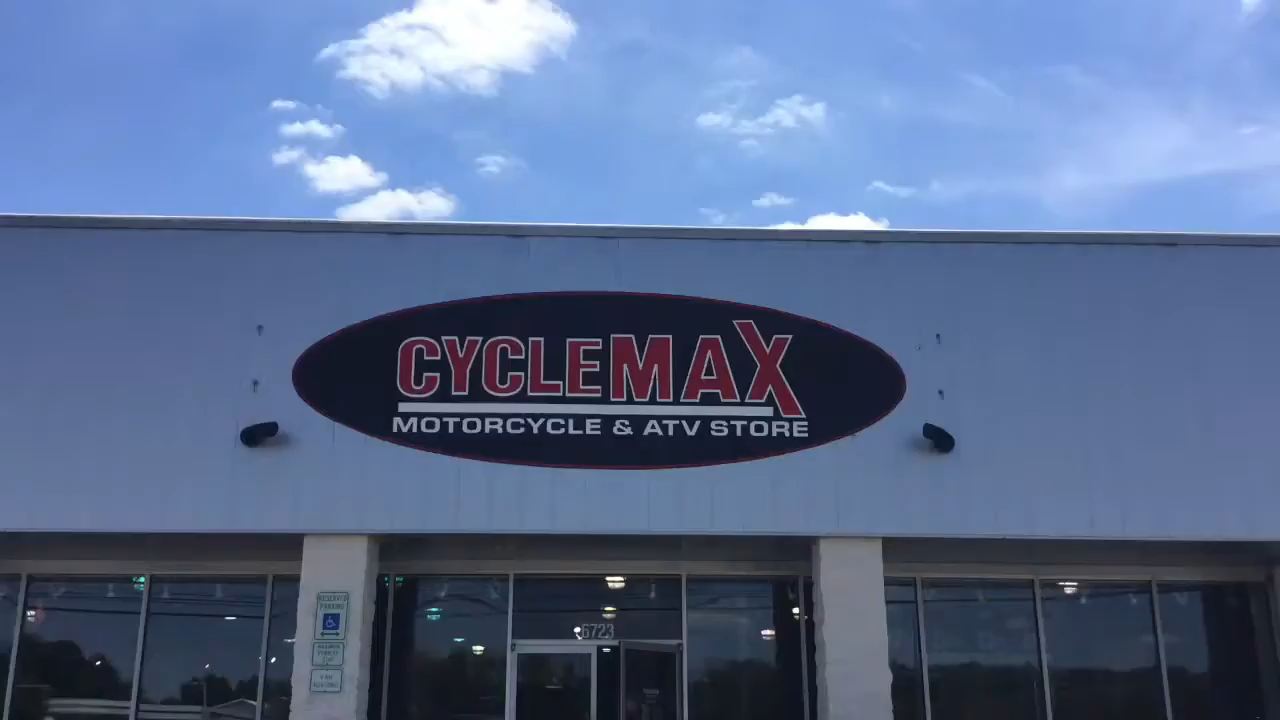 CYCLEMAX
MOTORCYCLE & ATV STORE
6723
RESERVED
PARKING